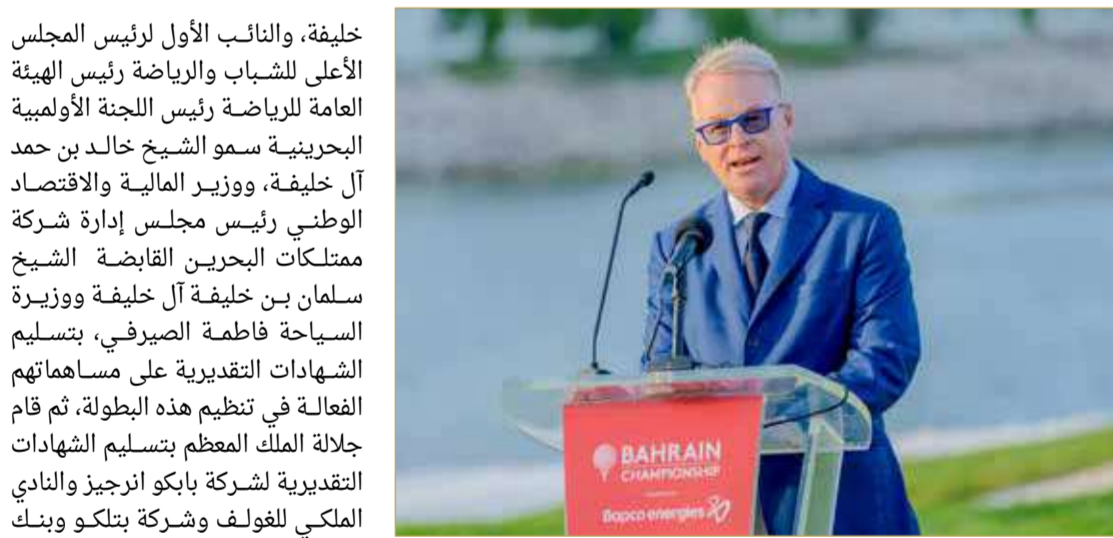 خليفة، والنائب الأول لرئيس المجلس
الأعلى للشباب والرياضة رئيس الهيئة
العامة للرياضة رئيس اللجنة الأولمبية
البحرينية سمو الشيخ خالد بن حمد
آل خليفة، ووزير المالية والاقتصاد
الوطني رئيس مجلس إدارة شركة
ممتلكات البحرين القابضة الشيخ
سلمان بن خليفة آل خليفة ووزيرة
السياحة فاطمة الصيرفي، بتسليم
الشهادات التقديرية على مساهماتهم
الفعالة في تنظيم هذه البطولة، ثم قام
جلالة الملك المعظم بتسليم الشهادات
التقديرية لشركة بابكو انرجيز والنادي
الملكي للغولف وشركة بتلكو وبنك
BAHRAIN
CHAMPIONSHIP
Bapco energies